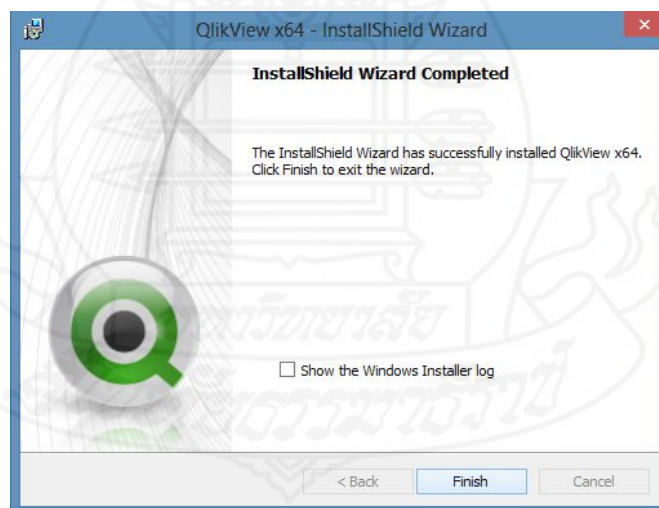 QlikView x64 - InstallShield Wizard
InstallShield Wizard Completed
The InstallShield Wizard has successfully installed QlikView x64.
Click Finish to exit the wizard.
Show the Windows Installer log
< Back
Finish
Cancel